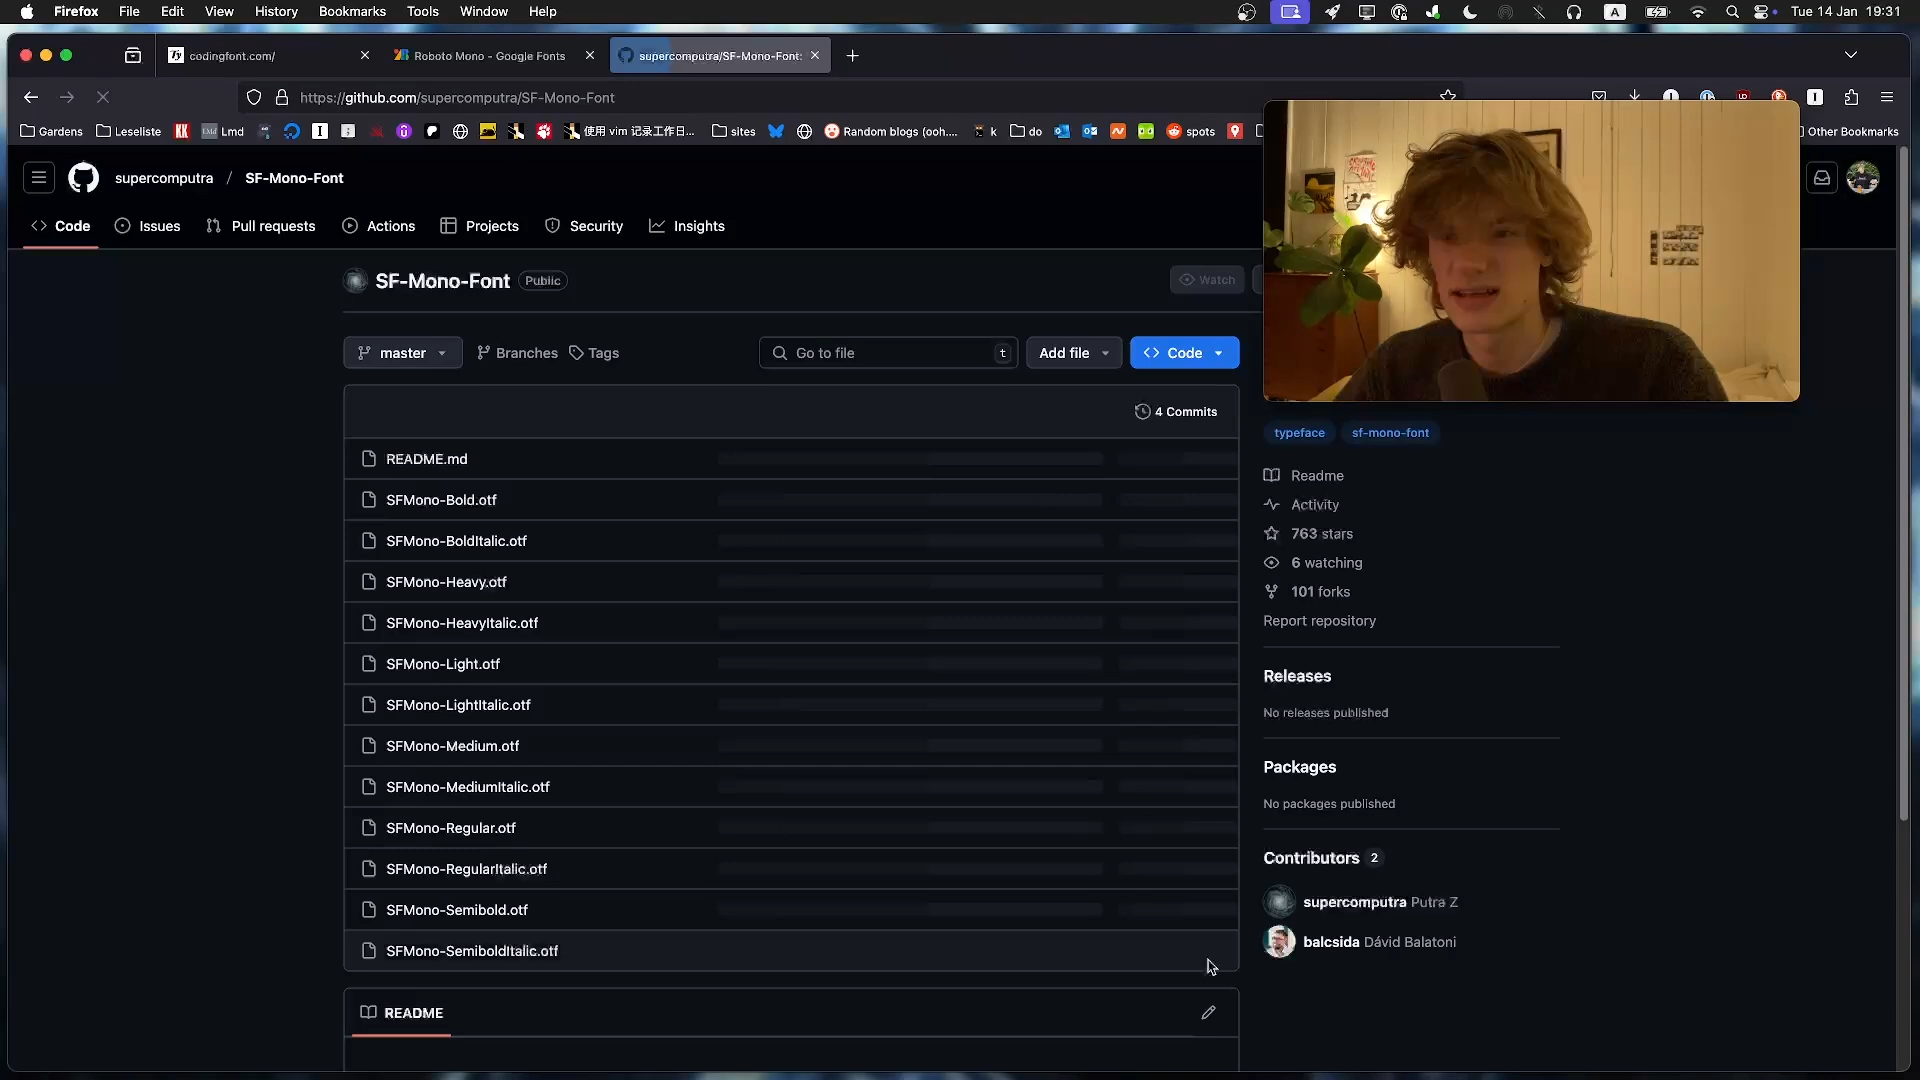 Firefox File Edit View History Bookmarks Tools Window Help A Tue 14 Jan 19:31
codingfont.com/ Roboto Mono - Google Fonts supercomputra/SF-Mono-Font:
https://github.com/supercomputra/SF-Mono-Font
Gardens Leseliste KK Lmd 使用 vim 记录工作日... sites Random blogs (ooh.... k do spots Other Bookmarks
supercomputra / SF-Mono-Font
Code Issues Pull requests Actions Projects Security Insights
SF-Mono-Font Public Watch
master Branches Tags Go to file t Add file Code
4 Commits
README.md
SFMono-Bold.otf
SFMono-BoldItalic.otf
SFMono-Heavy.otf
SFMono-HeavyItalic.otf
SFMono-Light.otf
SFMono-LightItalic.otf
SFMono-Medium.otf
SFMono-MediumItalic.otf
SFMono-Regular.otf
SFMono-RegularItalic.otf
SFMono-Semibold.otf
SFMono-SemiboldItalic.otf
README
typeface sf-mono-font
Readme
Activity
763 stars
6 watching
101 forks
Report repository
Releases
No releases published
Packages
No packages published
Contributors 2
supercomputra Putra Z
balcsida Dávid Balatoni